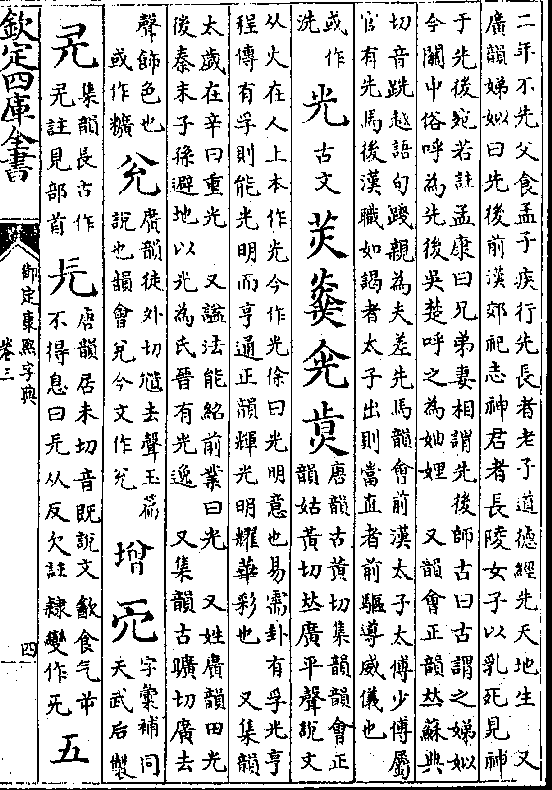 二年不先父食孟子疾行先長者老子道德經先天地生　又
廣韻娣姒曰先後前漢郊祀志神君者長陵女子以乳死見神
于先後宛若註孟康曰兄弟妻相謂先後師古曰古謂之娣姒
今關中俗呼為先後吳楚呼之為妯娌　又韻會正韻𠀤蘇典
切音跣越語句踐親為夫差先馬韻會前漢太子太傅少傅屬
官有先馬後漢職如謁者太子出則當直者前驅導威儀也
或作
洗
光
古文
炗 𤎫 灮 𤉭
唐韻古黄切集韻韻會正
韻姑黃切𠀤廣平聲說文
从火在人上本作灮今作光徐曰光明意也易需卦有孚光亨
程傳有孚則能光明而亨通正韻輝光明耀華彩也　又集韻
太歲在辛曰重光　又諡法能紹前業曰光　又姓廣韻田光
後秦末子孫避地以光為氏晉有光逸　又集韻古曠切廣去
聲飾色也
或作𤰣
兊
廣韻徒外切隊去聲玉篇
說也韻會兌今文作兊
增
𠑶
字彙補同
天武后製
𠑷
集韻長古作
𠑷註見部首
旡
唐韻居未切音既說文㱃食气屰
不得息曰旡从反欠註隸變作旡
五
欽定四庫全書
御定康熙字典
卷三
四